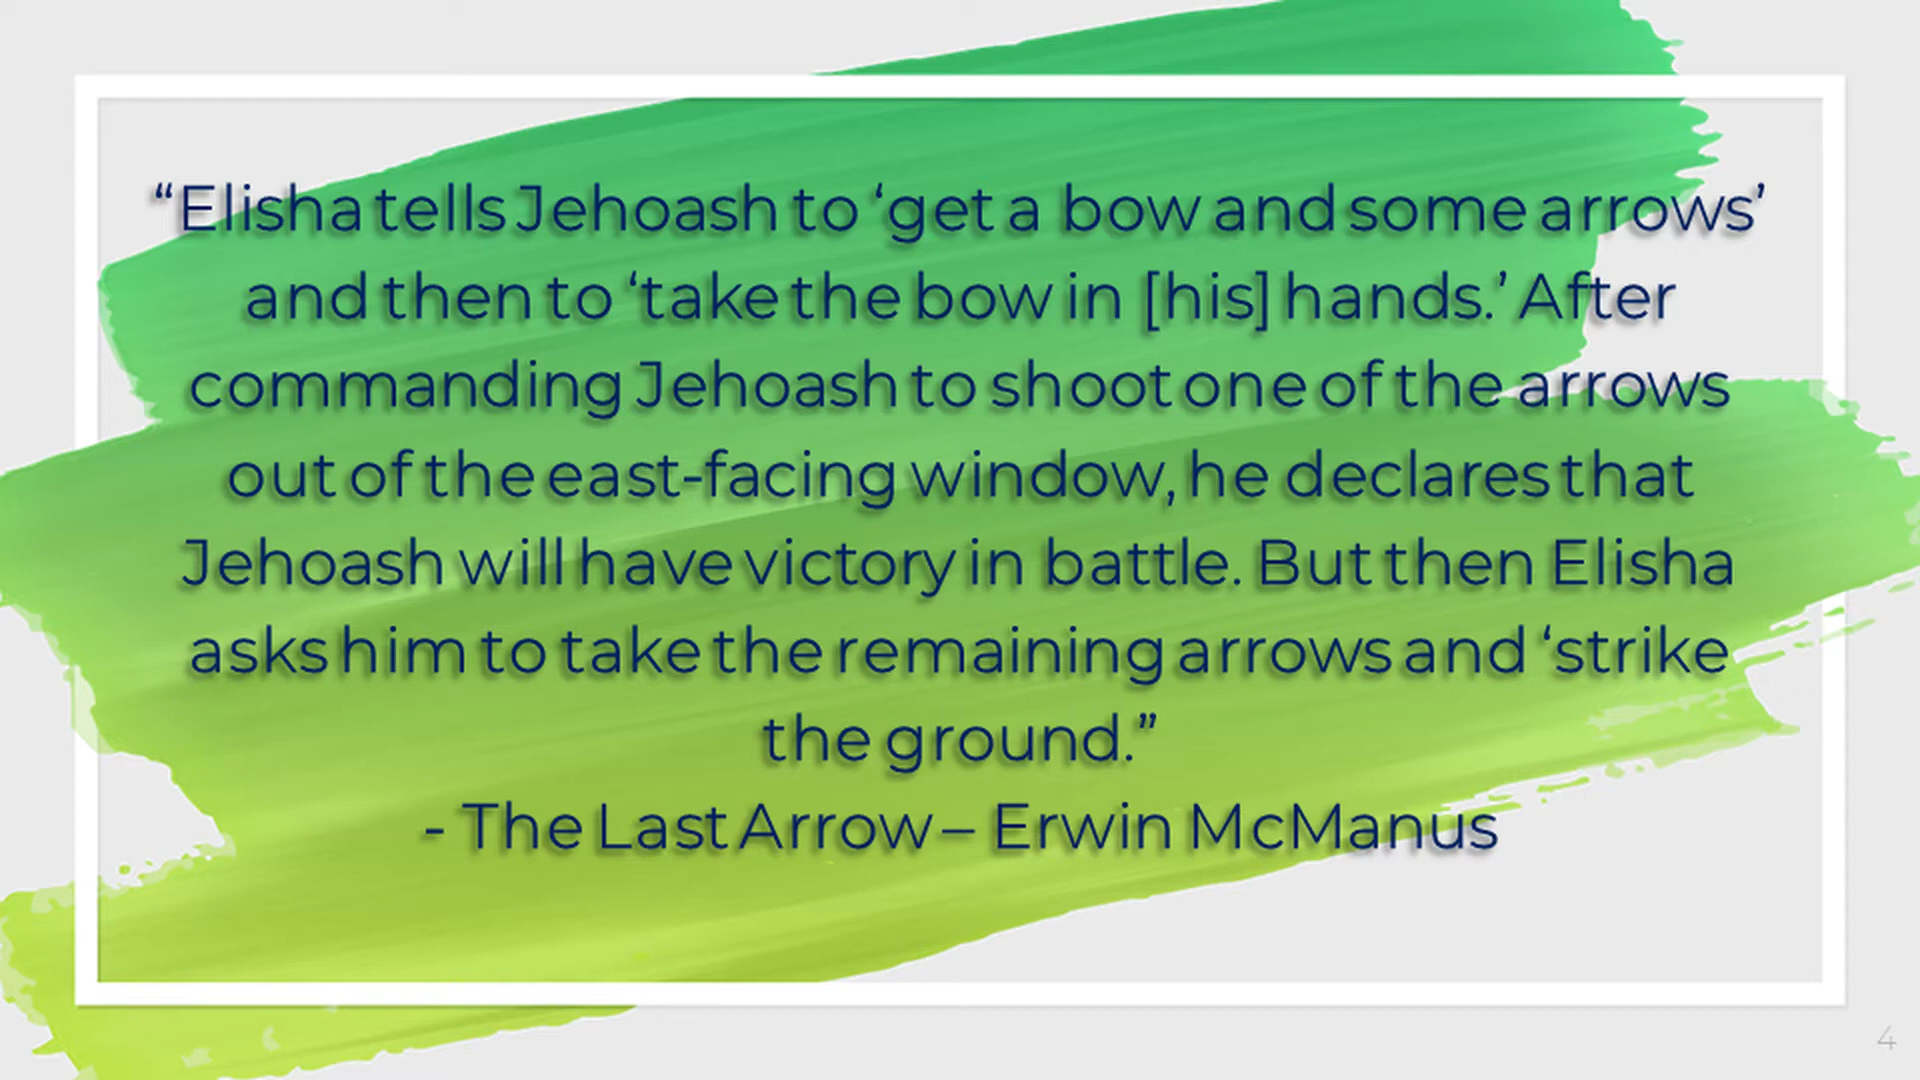 “Elisha tells Jehoash to ‘get a bow and some arrows’
and then to ‘take the bow in [his] hands.’ After
commanding Jehoash to shoot one of the arrows
out of the east-facing window, he declares that
Jehoash will have victory in battle. But then Elisha
asks him to take the remaining arrows and ‘strike
the ground.”
- The Last Arrow – Erwin McManus
4